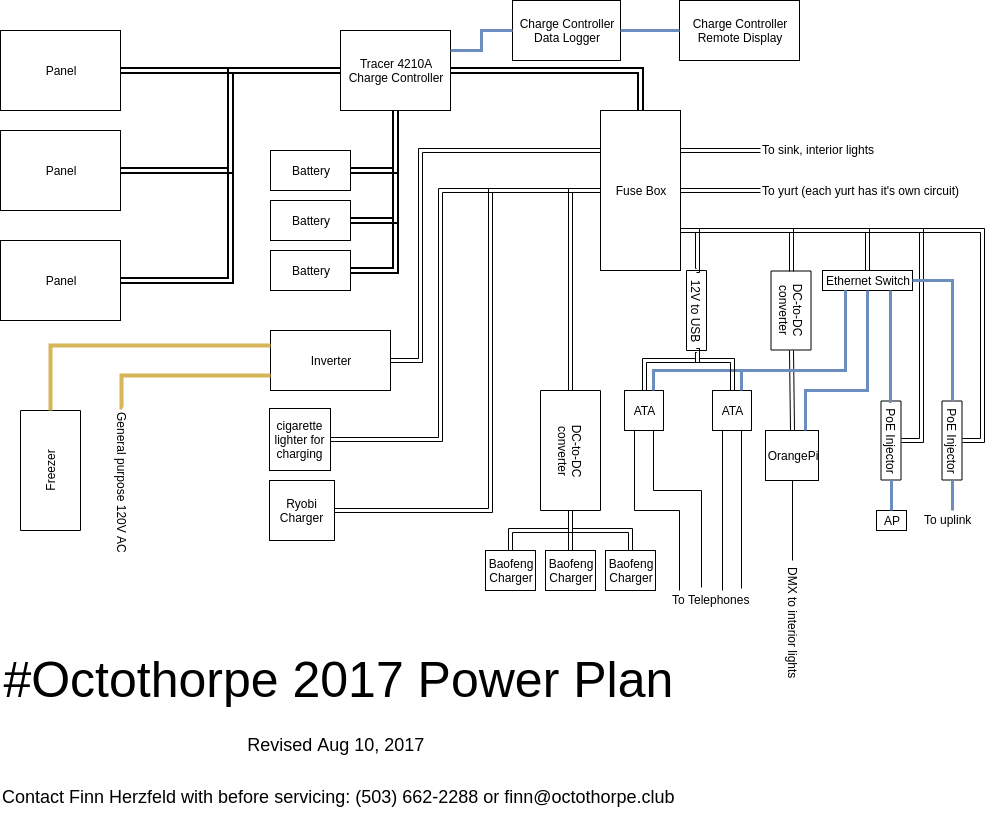 Charge Controller
Data Logger
Charge Controller
Remote Display
Panel
Tracer 4210A
Charge Controller
Panel
Battery
Battery
Battery
Panel
Fuse Box
To sink, interior lights
To yurt (each yurt has it's own circuit)
12V to USB
DC-to-DC
converter
Ethernet Switch
Inverter
Freezer
General purpose 120V AC
cigarette
lighter for
charging
Ryobi
Charger
DC-to-DC
converter
ATA
ATA
OrangePi
PoE Injector
PoE Injector
AP
To uplink
Baofeng
Charger
Baofeng
Charger
Baofeng
Charger
To Telephones
DMX to interior lights
#Octothorpe 2017 Power Plan
Revised Aug 10, 2017
Contact Finn Herzfeld with before servicing: (503) 662-2288 or finn@octothorpe.club